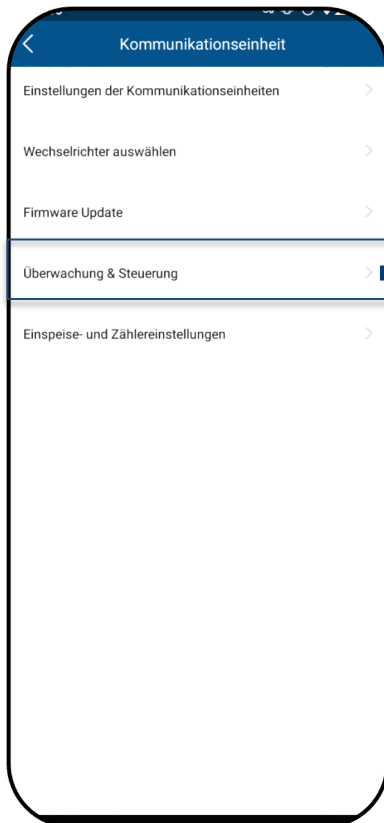 Kommunikationseinheit
Einstellungen der Kommunikationseinheiten
Wechselrichter auswählen
Firmware Update
Überwachung & Steuerung
Einspeise- und Zählereinstellungen